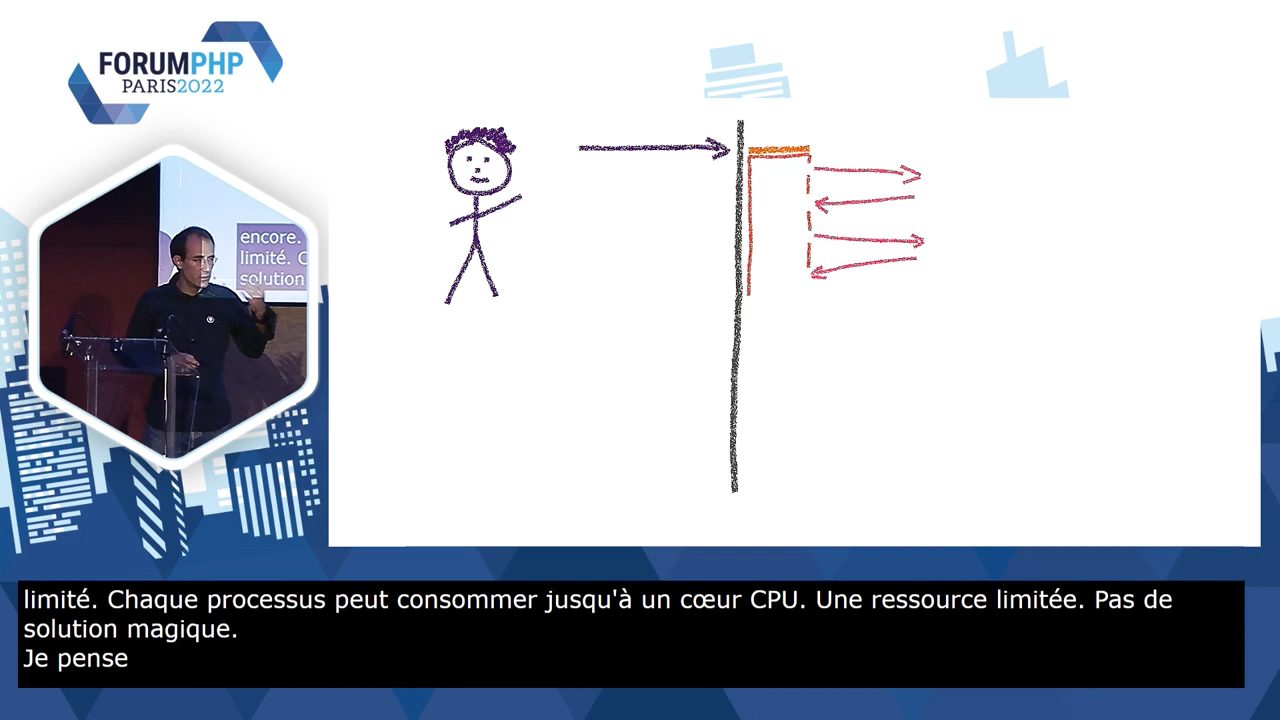 FORUMPHP
PARIS2022
encore.
limité. C
solution
limité. Chaque processus peut consommer jusqu'à un cœur CPU. Une ressource limitée. Pas de
solution magique.
Je pense